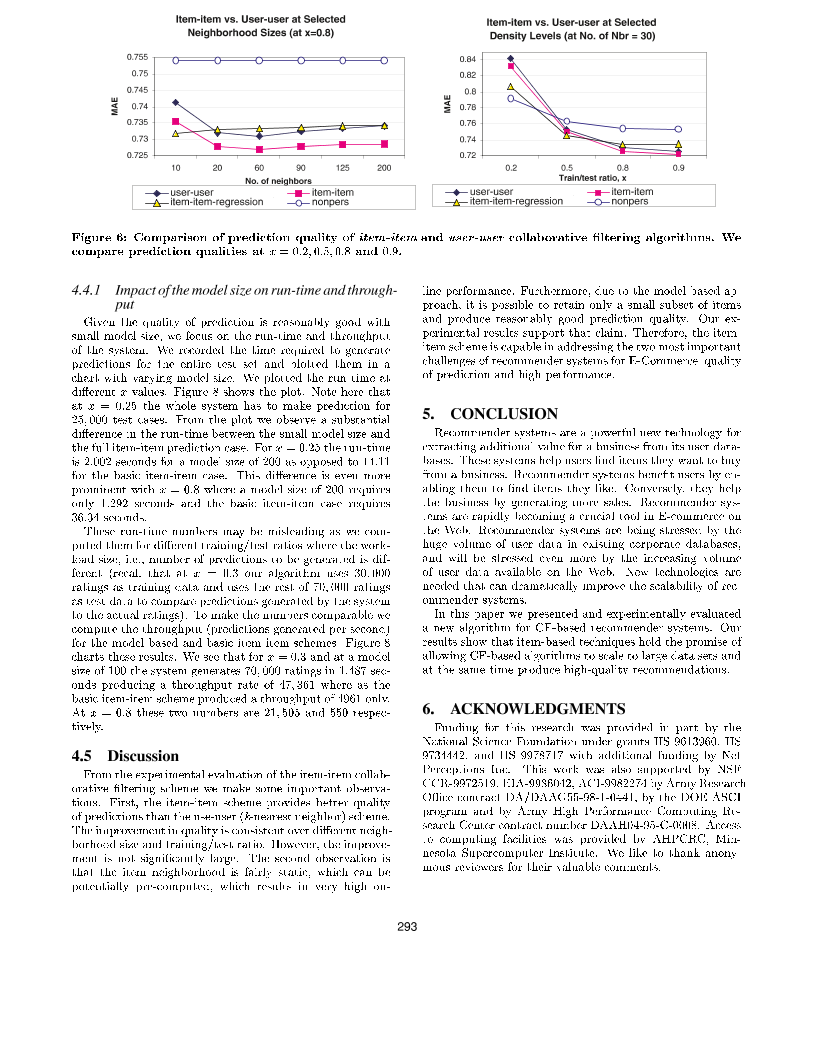 Item-item vs. User-user at Selected
Neighborhood Sizes (at x=0.8)
0.755
0.75
0.745
0.74
0.735
0.73
0.725
MAE
10 20 60 90 125 200
No. of neighbors
user-user item-item
item-item-regression nonpers
Item-item vs. User-user at Selected
Density Levels (at No. of Nbr = 30)
0.84
0.82
0.8
0.78
0.76
0.74
0.72
MAE
0.2 0.5 0.8 0.9
Train/test ratio, x
user-user item-item
item-item-regression nonpers
Figure 6: Comparison of prediction quality of item-item and user-user collaborative filtering algorithms. We
compare prediction qualities at x = 0.2, 0.5, 0.8 and 0.9.
4.4.1 Impact of the model size on run-time and through-
put
Given the quality of prediction is reasonably good with
small model size, we focus on the run-time and throughput
of the system. We recorded the time required to generate
predictions for the entire test set and plotted them in a
chart with varying model size. We plotted the run time at
different x values. Figure 8 shows the plot. Note here that
at x = 0.25 the whole system has to make prediction for
25,000 test cases. From the plot we observe a substantial
difference in the run-time between the small model size and
the full item-item prediction case. For x = 0.25 the run-time
is 2.002 seconds for a model size of 200 as opposed to 14.11
for the basic item-item case. This difference is even more
prominent with x = 0.8 where a model size of 200 requires
only 1.292 seconds and the basic item-item case requires
36.34 seconds.
These run-time numbers may be misleading as we com-
puted them for different training/test ratios where the work-
load size, i.e., number of predictions to be generated is dif-
ferent (recall that at x = 0.3 our algorithm uses 30,000
ratings as training data and uses the rest of 70,000 ratings
as test data to compare predictions generated by the system
to the actual ratings). To make the numbers comparable we
compute the throughput (predictions generated per second)
for the model based and basic item-item schemes. Figure 8
charts these results. We see that for x = 0.3 and at a model
size of 100 the system generates 70,000 ratings in 1.487 sec-
onds producing a throughput rate of 47,361 where as the
basic item-item scheme produced a throughput of 4961 only.
At x = 0.8 these two numbers are 21,505 and 550 respec-
tively.
4.5 Discussion
From the experimental evaluation of the item-item collab-
orative filtering scheme we make some important observa-
tions. First, the item-item scheme provides better quality
of predictions than the use-user (k-nearest neighbor) scheme.
The improvement in quality is consistent over different neigh-
borhood size and training/test ratio. However, the improve-
ment is not significantly large. The second observation is
that the item neighborhood is fairly static, which can be
potentially pre-computed, which results in very high on-
line performance. Furthermore, due to the model-based ap-
proach, it is possible to retain only a small subset of items
and produce reasonably good prediction quality. Our ex-
perimental results support that claim. Therefore, the item-
item scheme is capable in addressing the two most important
challenges of recommender systems for E-Commerce–quality
of prediction and high performance.
5. CONCLUSION
Recommender systems are a powerful new technology for
extracting additional value for a business from its user data-
bases. These systems help users find items they want to buy
from a business. Recommender systems benefit users by en-
abling them to find items they like. Conversely, they help
the business by generating more sales. Recommender sys-
tems are rapidly becoming a crucial tool in E-commerce on
the Web. Recommender systems are being stressed by the
huge volume of user data in existing corporate databases,
and will be stressed even more by the increasing volume
of user data available on the Web. New technologies are
needed that can dramatically improve the scalability of rec-
ommender systems.
In this paper we presented and experimentally evaluated
a new algorithm for CF-based recommender systems. Our
results show that item-based techniques hold the promise of
allowing CF-based algorithms to scale to large data sets and
at the same time produce high-quality recommendations.
6. ACKNOWLEDGMENTS
Funding for this research was provided in part by the
National Science Foundation under grants IIS 9613960, IIS
9734442, and IIS 9978717 with additional funding by Net
Perceptions Inc. This work was also supported by NSF
CCR-9972519, EIA-9986042, ACI-9982274 by Army Research
Office contract DA/DAAG55-98-1-0441, by the DOE ASCI
program and by Army High Performance Computing Re-
search Center contract number DAAH04-95-C-0008. Access
to computing facilities was provided by AHPCRC, Min-
nesota Supercomputer Institute. We like to thank anony-
mous reviewers for their valuable comments.
293